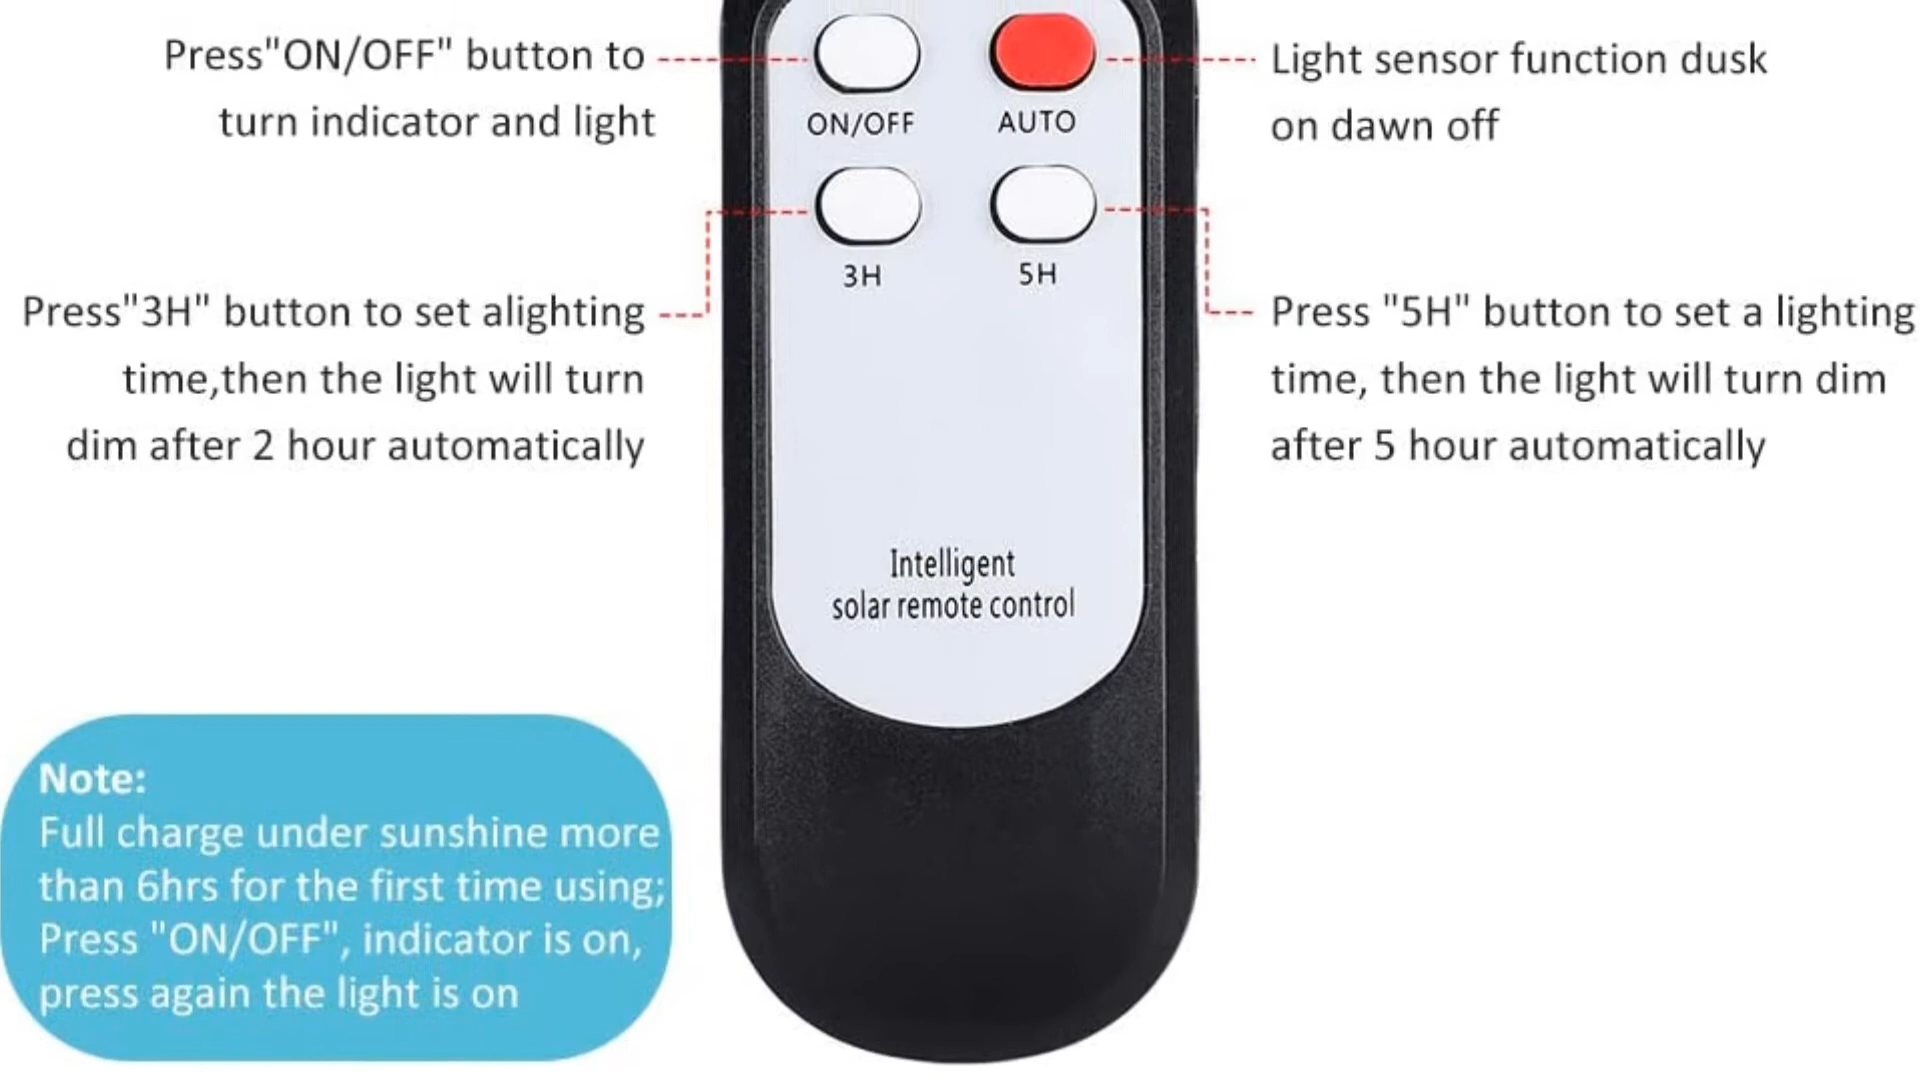 Press"ON/OFF" button to
turn indicator and light
ON/OFF
AUTO
Light sensor function dusk
on dawn off
3H
5H
Press"3H" button to set alighting
time,then the light will turn
dim after 2 hour automatically
Press "5H" button to set a lighting
time, then the light will turn dim
after 5 hour automatically
Intelligent
solar remote control
Note:
Full charge under sunshine more
than 6hrs for the first time using;
Press "ON/OFF", indicator is on,
press again the light is on